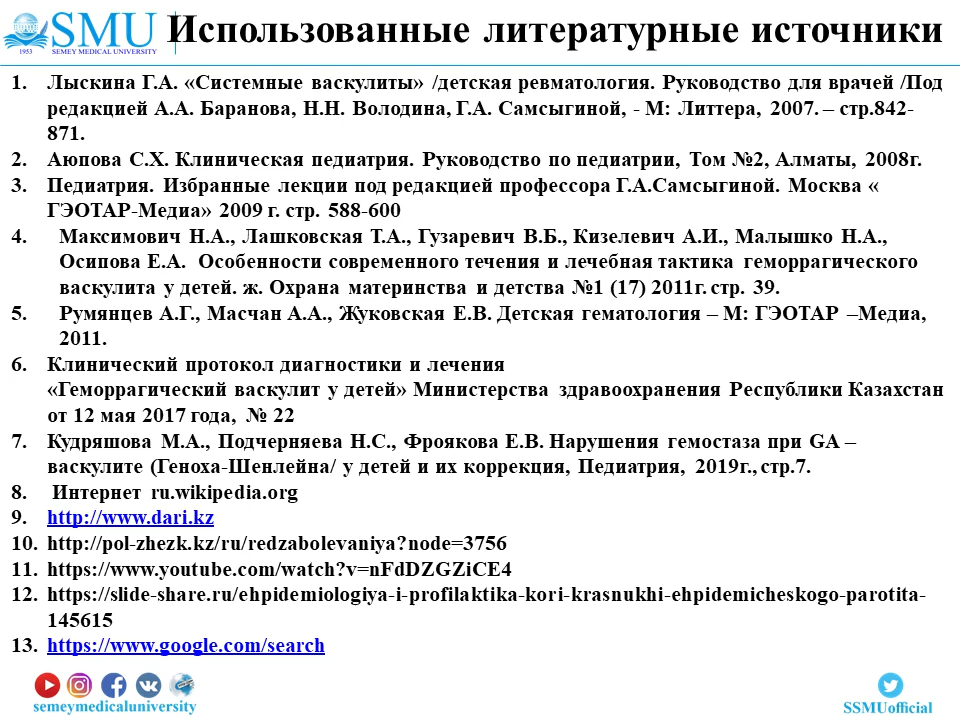 SMU
SEMEY MEDICAL UNIVERSITY
1953
Использованные литературные источники
1. Лыскина Г.А. «Системные васкулиты» /детская ревматология. Руководство для врачей /Под
редакцией А.А. Баранова, Н.Н. Володина, Г.А. Самсыгиной, - М: Литтера, 2007. – стр.842-
871.
2. Аюпова С.Х. Клиническая педиатрия. Руководство по педиатрии, Том №2, Алматы, 2008г.
3. Педиатрия. Избранные лекции под редакцией профессора Г.А.Самсыгиной. Москва «
ГЭОТАР-Медиа» 2009 г. стр. 588-600
4. Максимович Н.А., Лашковская Т.А., Гузаревич В.Б., Кизелевич А.И., Малышко Н.А.,
Осипова Е.А. Особенности современного течения и лечебная тактика геморрагического
васкулита у детей. ж. Охрана материнства и детства №1 (17) 2011г. стр. 39.
5. Румянцев А.Г., Масчан А.А., Жуковская Е.В. Детская гематология – М: ГЭОТАР –Медиа,
2011.
6. Клинический протокол диагностики и лечения
«Геморрагический васкулит у детей» Министерства здравоохранения Республики Казахстан
от 12 мая 2017 года, № 22
7. Кудряшова М.А., Подчерняева Н.С., Фроякова Е.В. Нарушения гемостаза при GA –
васкулите (Геноха-Шенлейна/ у детей и их коррекция, Педиатрия, 2019г., стр.7.
8. Интернет ru.wikipedia.org
9. http://www.dari.kz
10. http://pol-zhezk.kz/ru/redzabolevaniya?node=3756
11. https://www.youtube.com/watch?v=nFdDZGZiCE4
12. https://slide-share.ru/ehpidemiologiya-i-profilaktika-kori-krasnukhi-ehpidemicheskogo-parotita-
145615
13. https://www.google.com/search
semeymedicaluniversity
SSMUofficial